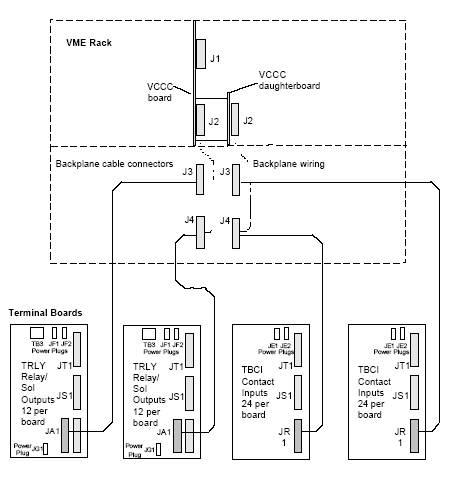 VME Rack
J1
VCCC
board
VCCC
daughterboard
J2
J2
Backplane cable connectors
Backplane wiring
J3
J3
J4
J4
Terminal Boards
TB3 JF1 JF2
Power Plugs
TRLY
Relay/
Sol
Outputs
12 per
board
JT1
JS1
JA1
Power
Plug
JG1
TB3 JF1 JF2
Power Plugs
TRLY
Relay/
Sol
Outputs
12 per
board
JT1
JS1
JA1
Power
Plug
JG1
JE1 JE2
Power Plugs
JT1
TBCI
Contact
Inputs
24 per
board
JS1
JR
1
JE1 JE2
Power Plugs
JT1
TBCI
Contact
Inputs
24 per
board
JS1
JR
1